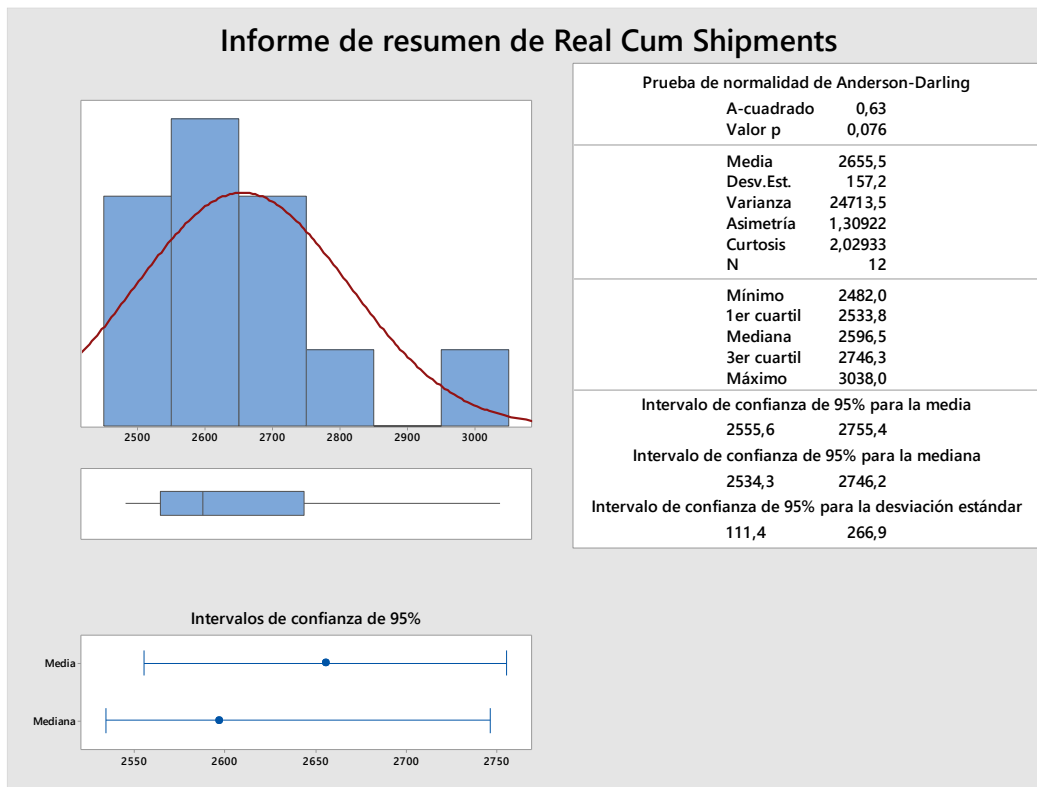 Informe de resumen de Real Cum Shipments
2500 2600 2700 2800 2900 3000
Intervalos de confianza de 95%
Media
Mediana
2550 2600 2650 2700 2750
Prueba de normalidad de Anderson-Darling
A-cuadrado 0,63
Valor p 0,076
Media 2655,5
Desv.Est. 157,2
Varianza 24713,5
Asimetría 1,30922
Curtosis 2,02933
N 12
Mínimo 2482,0
1er cuartil 2533,8
Mediana 2596,5
3er cuartil 2746,3
Máximo 3038,0
Intervalo de confianza de 95% para la media
2555,6 2755,4
Intervalo de confianza de 95% para la mediana
2534,3 2746,2
Intervalo de confianza de 95% para la desviación estándar
111,4 266,9